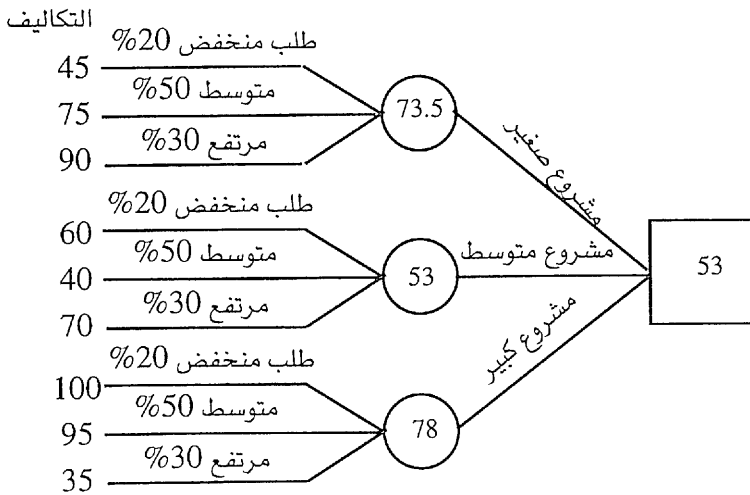 التكاليف
طلب منخفض 20%
45
متوسط 50%
75
مرتفع 30%
90
73.5
مشروع صغير
طلب منخفض 20%
60
متوسط 50%
40
مرتفع 30%
70
53
مشروع متوسط
53
طلب منخفض 20%
100
متوسط 50%
95
مرتفع 30%
35
78
مشروع كبير